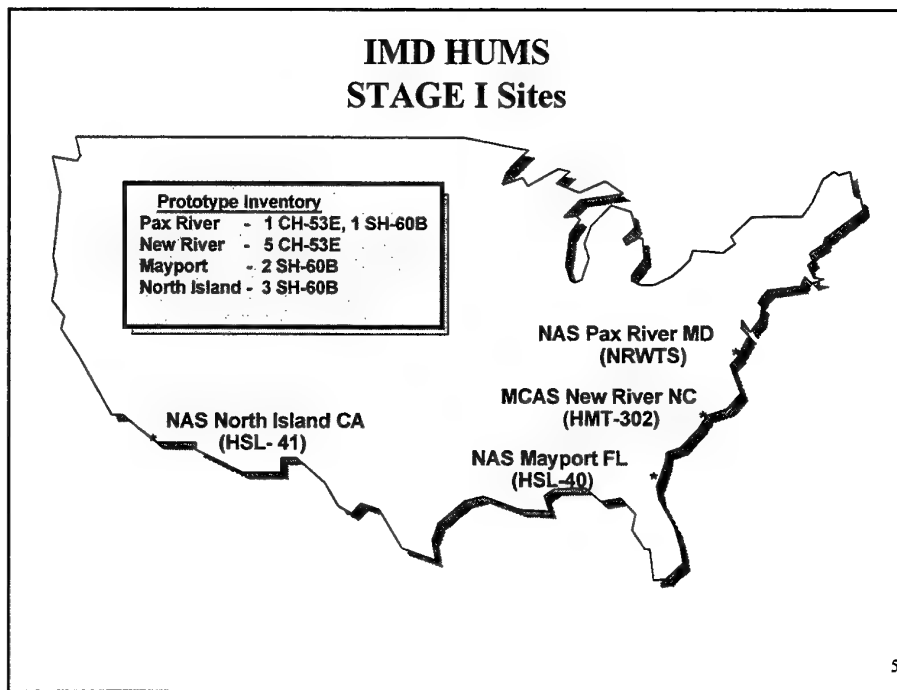 IMD HUMS
STAGE I Sites
Prototype Inventory
Pax River - 1 CH-53E, 1 SH-60B
New River - 5 CH-53E
Mayport - 2 SH-60B
North Island - 3 SH-60B
NAS Pax River MD
(NRWTS)
MCAS New River NC
(HMT-302)
NAS North Island CA
(HSL- 41)
NAS Mayport FL
(HSL-40)
5